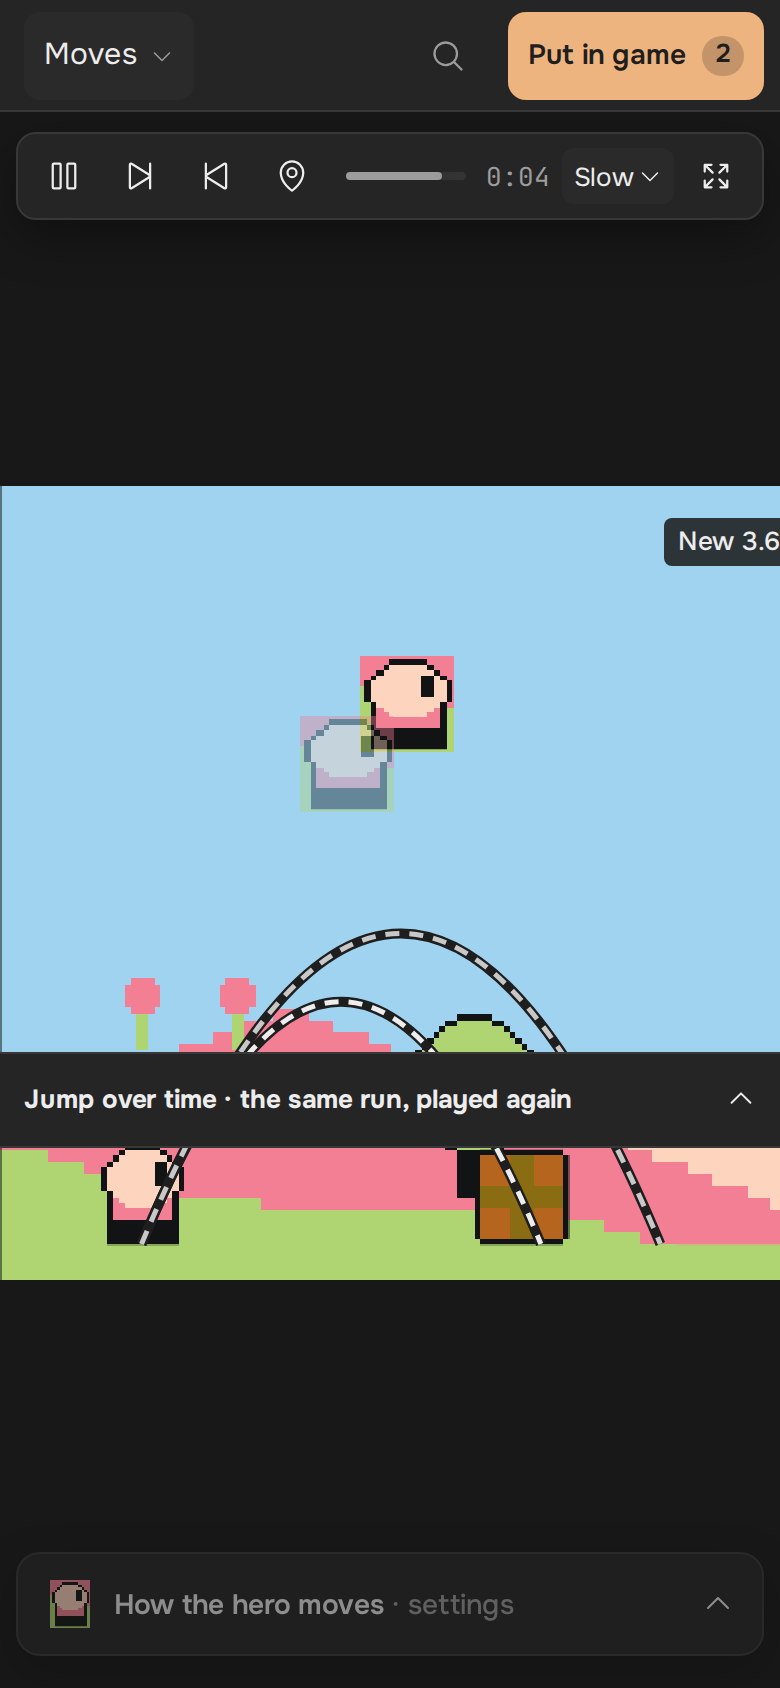 Moves
Put in game 2
0:04 Slow
New 3.6
Jump over time · the same run, played again
How the hero moves · settings